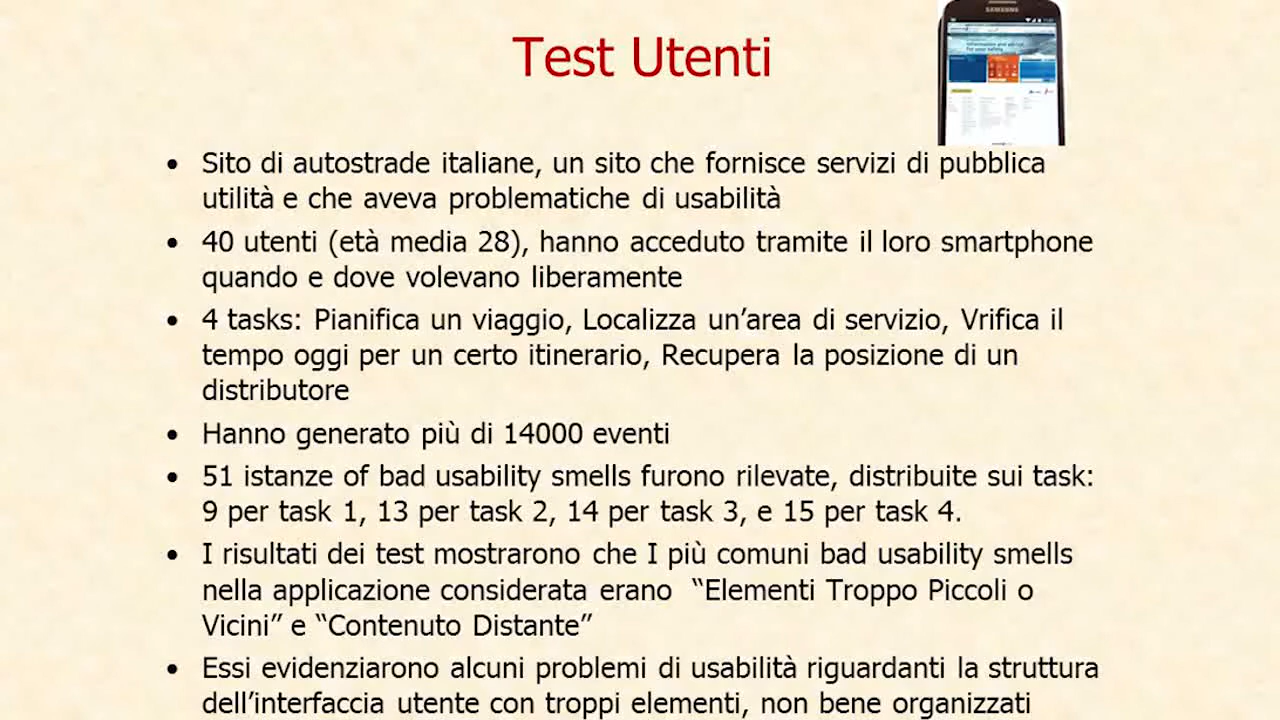 Test Utenti
SAMSUNG
• Sito di autostrade italiane, un sito che fornisce servizi di pubblica
utilità e che aveva problematiche di usabilità
• 40 utenti (età media 28), hanno acceduto tramite il loro smartphone
quando e dove volevano liberamente
• 4 tasks: Pianifica un viaggio, Localizza un’area di servizio, Vrifica il
tempo oggi per un certo itinerario, Recupera la posizione di un
distributore
• Hanno generato più di 14000 eventi
• 51 istanze of bad usability smells furono rilevate, distribuite sui task:
9 per task 1, 13 per task 2, 14 per task 3, e 15 per task 4.
• I risultati dei test mostrarono che I più comuni bad usability smells
nella applicazione considerata erano “Elementi Troppo Piccoli o
Vicini” e “Contenuto Distante”
• Essi evidenziarono alcuni problemi di usabilità riguardanti la struttura
dell’interfaccia utente con troppi elementi, non bene organizzati